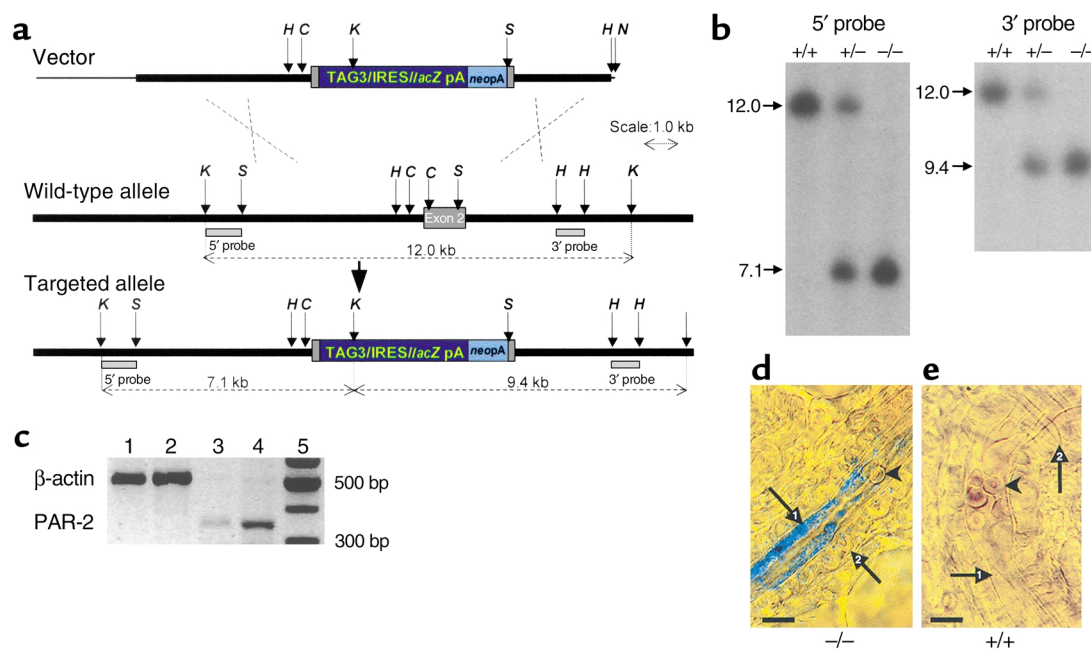 a
Vector
H C K S H N
TAG3/IRES/lacZ pA neopA
Scale:1.0 kb
Wild-type allele
K S H C C S H H K
Exon 2
5′ probe 3′ probe
12.0 kb
Targeted allele
K S H C K S H H
TAG3/IRES/lacZ pA neopA
5′ probe 3′ probe
7.1 kb 9.4 kb
b
5′ probe 3′ probe
+/+ +/– –/– +/+ +/– –/–
12.0 12.0
9.4
7.1
c
1 2 3 4 5
β-actin 500 bp
PAR-2 300 bp
d e
1 2
2 1
–/– +/+